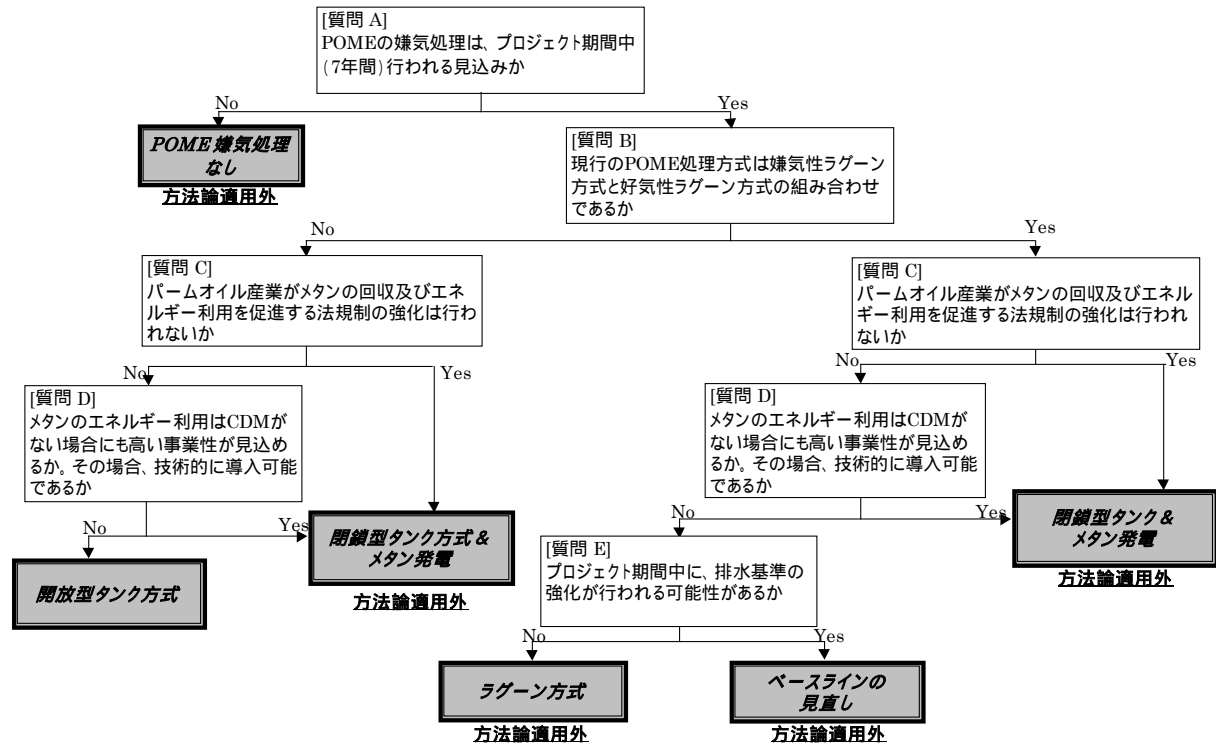 [質問 A]
POMEの嫌気処理は、プロジェクト期間中
(7年間)行われる見込みか
No
Yes
POME 嫌気処理
なし
方法論適用外
[質問 B]
現行のPOME処理方式は嫌気性ラグーン
方式と好気性ラグーン方式の組み合わせ
であるか
No
Yes
[質問 C]
パームオイル産業がメタンの回収及びエネ
ルギー利用を促進する法規制の強化は行わ
れないか
[質問 C]
パームオイル産業がメタンの回収及びエネル
ギー利用を促進する法規制の強化は行われ
ないか
No
Yes
No
Yes
[質問 D]
メタンのエネルギー利用はCDMが
ない場合にも高い事業性が見込め
るか。その場合、技術的に導入可能
であるか
[質問 D]
メタンのエネルギー利用はCDMが
ない場合にも高い事業性が見込め
るか。その場合、技術的に導入可能
であるか
No
Yes
No
Yes
開放型タンク方式
閉鎖型タンク方式 &
メタン発電
方法論適用外
[質問 E]
プロジェクト期間中に、排水基準の
強化が行われる可能性があるか
閉鎖型タンク &
メタン発電
方法論適用外
No
Yes
ラグーン方式
方法論適用外
ベースラインの
見直し
方法論適用外